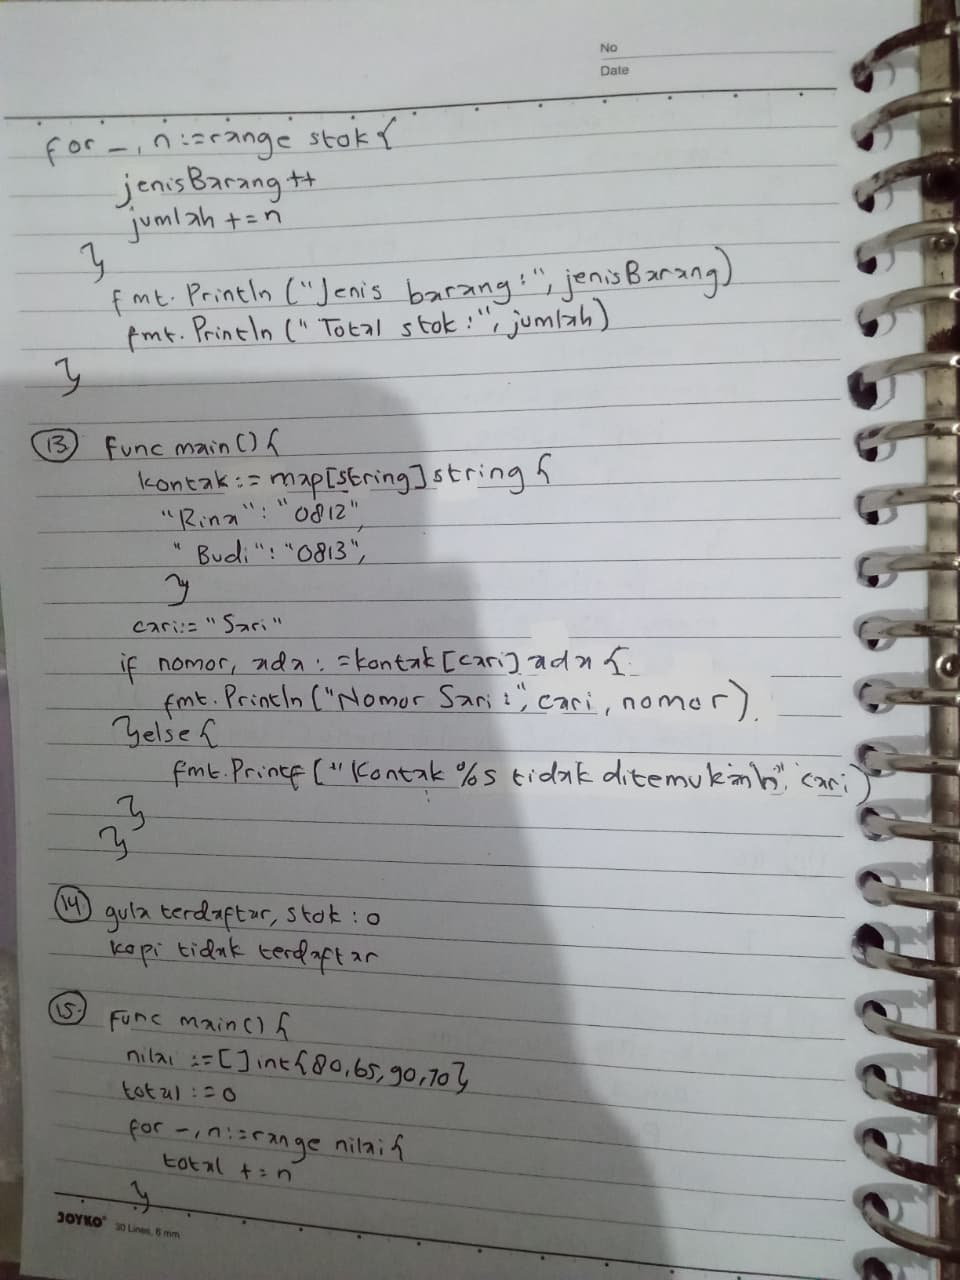 No
Date
for _, n := range stok {
jenisBarang ++
jumlah += n
}
fmt. Println ("Jenis barang:", jenisBarang)
fmt. Println ("Total stok:", jumlah)
}
13 func main() {
kontak := map[string] string {
"Rina": "0812",
"Budi": "0813",
}
cari := "Sari"
if nomor, ada := kontak [cari] ada {
fmt. Println ("Nomor Sari:", cari, nomor)
} else {
fmt. Printf ("Kontak %s tidak ditemukan\n", cari)
}
}
14 gula terdaftar, stok : 0
kopi tidak terdaftar
15. func main() {
nilai := [] int {80, 65, 90, 70}
total := 0
for _, n := range nilai {
total += n
}
JOYKO 30 Lines, 6 mm